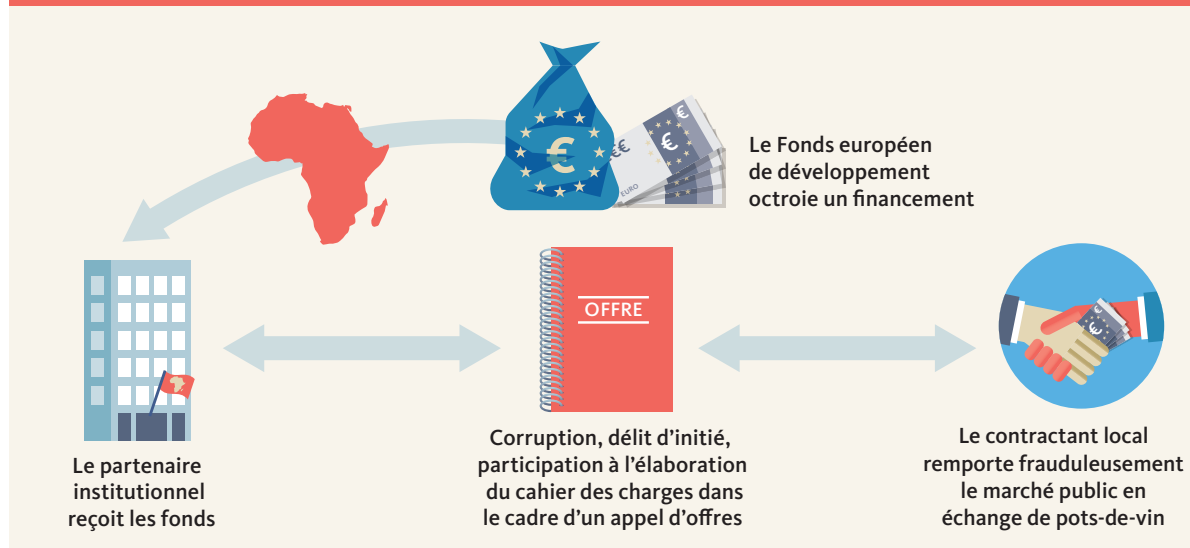 Le Fonds européen
de développement
octroie un financement
€
€€
€
€
EURO
OFFRE
€
€
Le partenaire
institutionnel
reçoit les fonds
Corruption, délit d’initié,
participation à l’élaboration
du cahier des charges dans
le cadre d’un appel d’offres
Le contractant local
remporte frauduleusement
le marché public en
échange de pots-de-vin